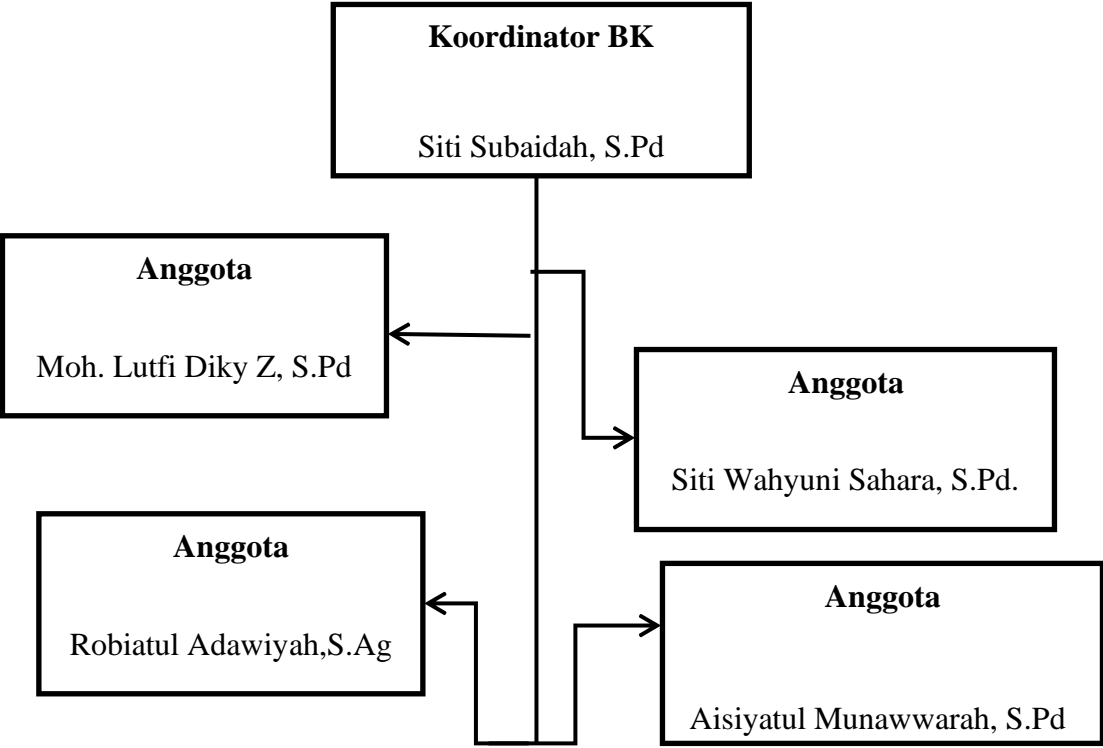 Koordinator BK
Siti Subaidah, S.Pd
Anggota
Moh. Lutfi Diky Z, S.Pd
Anggota
Siti Wahyuni Sahara, S.Pd.
Anggota
Robiatul Adawiyah,S.Ag
Anggota
Aisiyatul Munawwarah, S.Pd